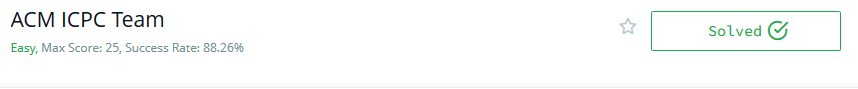 ACM ICPC Team
Solved
Easy, Max Score: 25, Success Rate: 88.26%